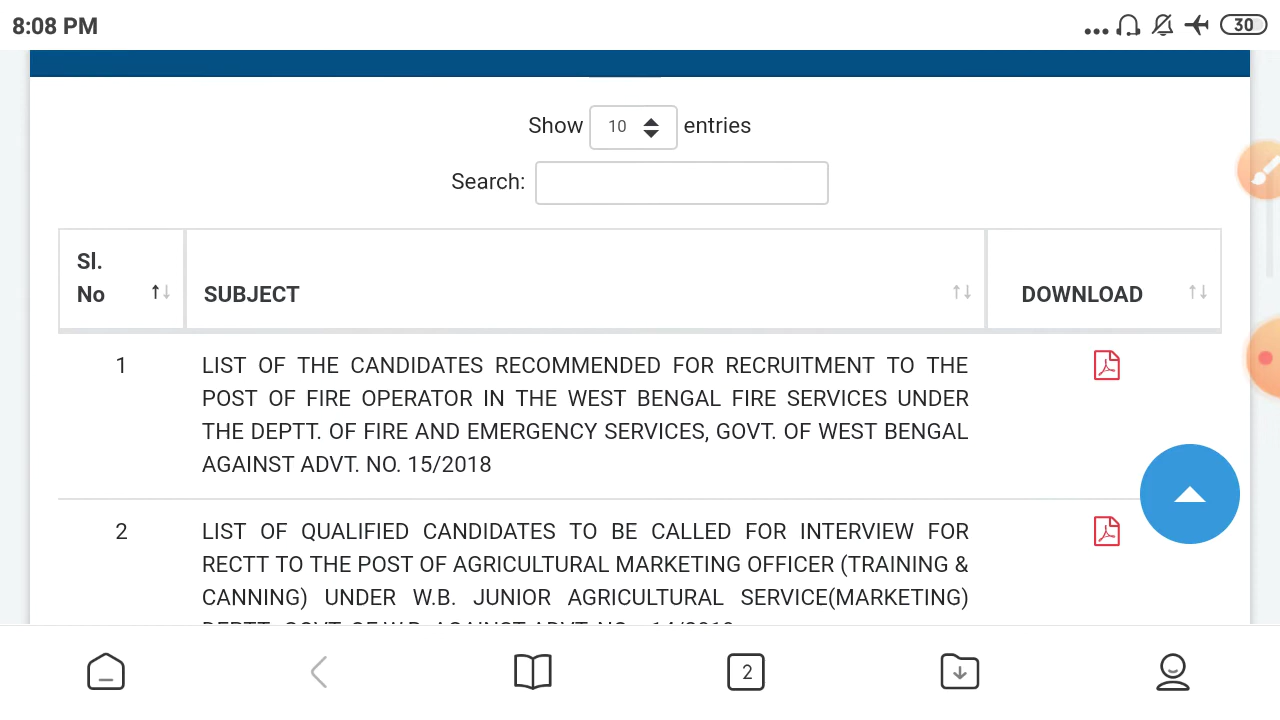 8:08 PM
30
Show 10 entries
Search:
Sl.
No
SUBJECT
DOWNLOAD
1
LIST OF THE CANDIDATES RECOMMENDED FOR RECRUITMENT TO THE
POST OF FIRE OPERATOR IN THE WEST BENGAL FIRE SERVICES UNDER
THE DEPTT. OF FIRE AND EMERGENCY SERVICES, GOVT. OF WEST BENGAL
AGAINST ADVT. NO. 15/2018
2
LIST OF QUALIFIED CANDIDATES TO BE CALLED FOR INTERVIEW FOR
RECTT TO THE POST OF AGRICULTURAL MARKETING OFFICER (TRAINING &
CANNING) UNDER W.B. JUNIOR AGRICULTURAL SERVICE(MARKETING)
2